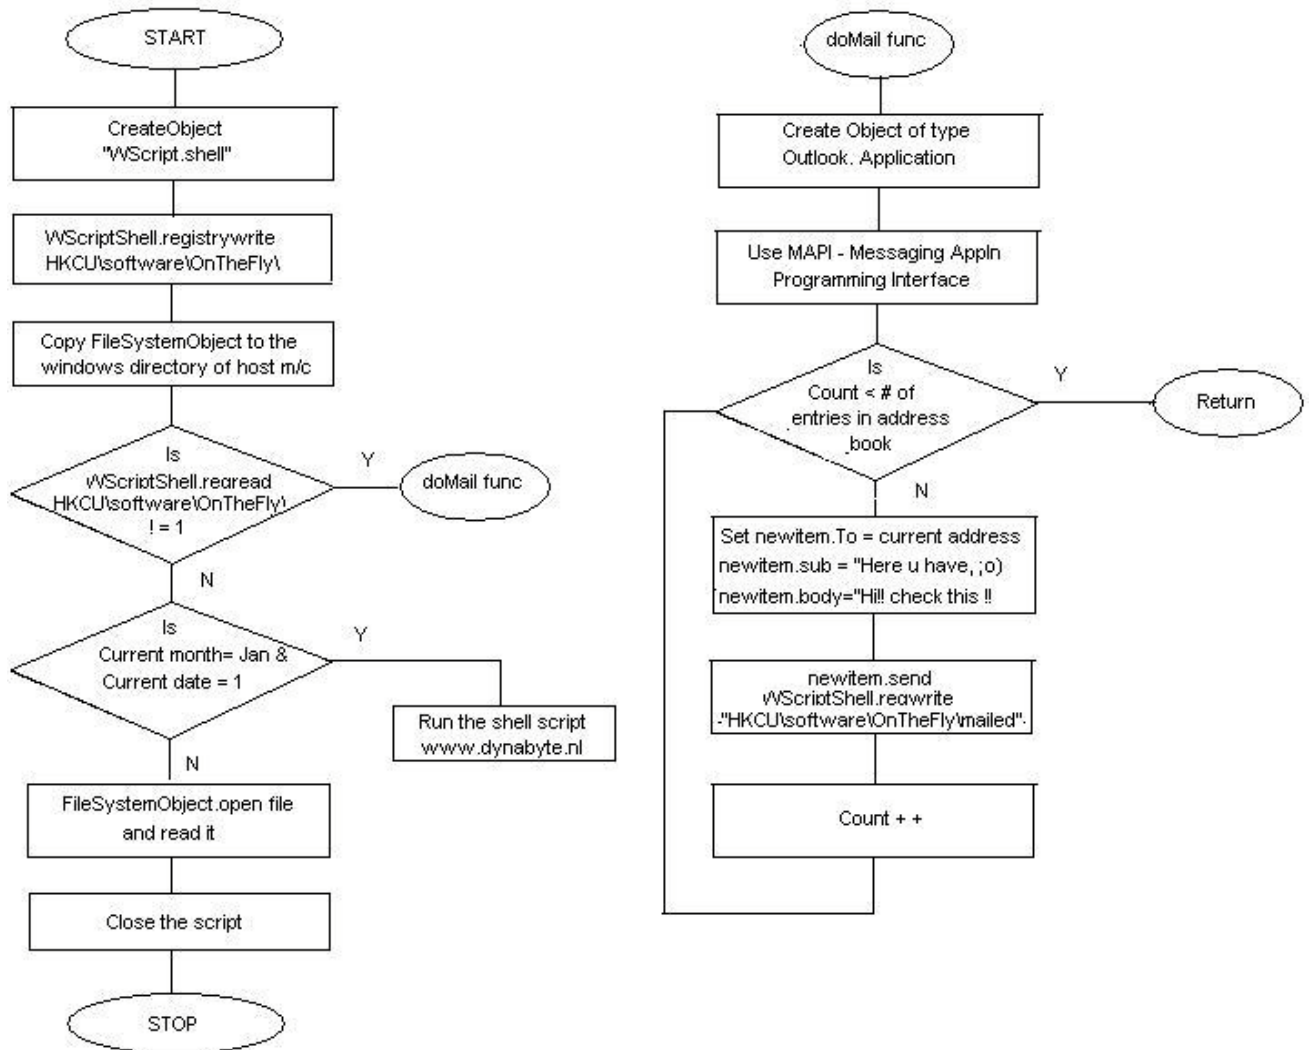 START
CreateObject
"WScript.shell"
WScriptShell.registrywrite
HKCU\software\OnTheFly\
Copy FileSystemObject to the
windows directory of host m/c
Is
WScriptShell.regread
HKCU\software\OnTheFly\
! = 1
Y
doMail func
N
Is
Current month= Jan &
Current date = 1
Y
Run the shell script
www.dynabyte.nl
N
FileSystemObject.open file
and read it
Close the script
STOP
doMail func
Create Object of type
Outlook. Application
Use MAPI - Messaging Appln
Programming Interface
Is
Count < # of
entries in address
book
Y
Return
N
Set newitem.To = current address
newitem.sub = "Here u have, ;o)
newitem.body="Hi!! check this !!
newitem.send
WScriptShell.regwrite
"HKCU\software\OnTheFly\mailed"
Count + +